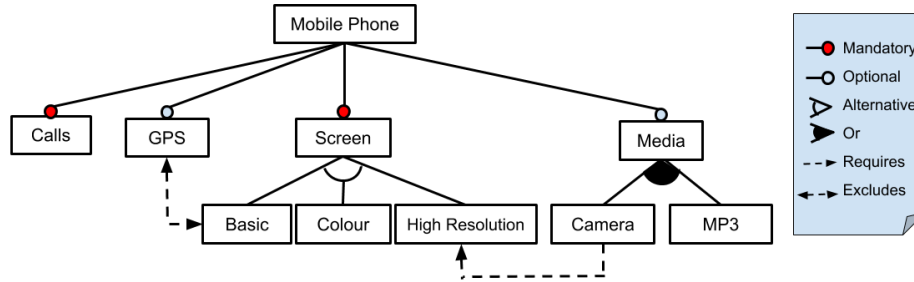 Mobile Phone
Calls
GPS
Screen
Media
Basic
Colour
High Resolution
Camera
MP3
Mandatory
Optional
Alternative
Or
Requires
Excludes